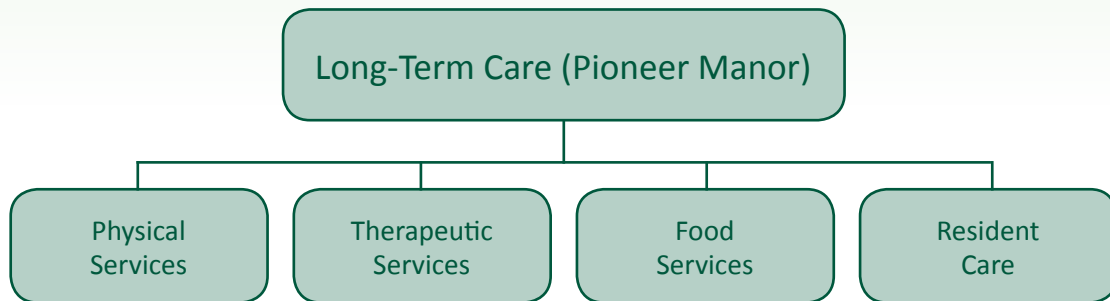 Long-Term Care (Pioneer Manor)
Physical
Services
Therapeutic
Services
Food
Services
Resident
Care